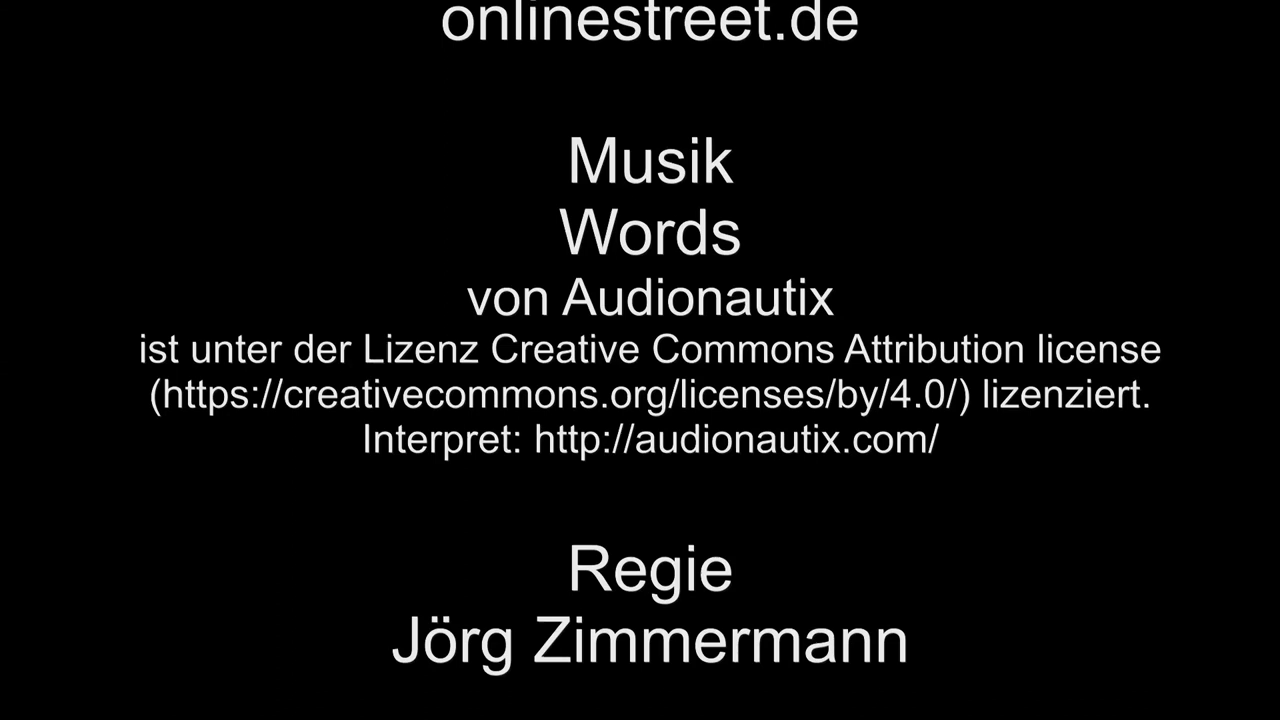 onlinestreet.de
Musik
Words
von Audionautix
ist unter der Lizenz Creative Commons Attribution license
(https://creativecommons.org/licenses/by/4.0/) lizenziert.
Interpret: http://audionautix.com/
Regie
Jörg Zimmermann